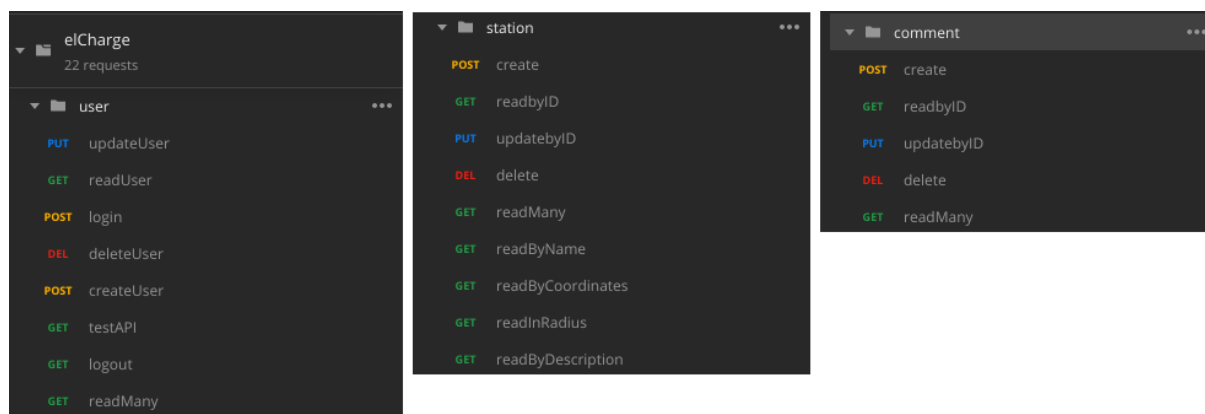 elCharge
22 requests
user
PUT updateUser
GET readUser
POST login
DEL deleteUser
POST createUser
GET testAPI
GET logout
GET readMany
station
POST create
GET readbyID
PUT updatebyID
DEL delete
GET readMany
GET readByName
GET readByCoordinates
GET readInRadius
GET readByDescription
comment
POST create
GET readbyID
PUT updatebyID
DEL delete
GET readMany